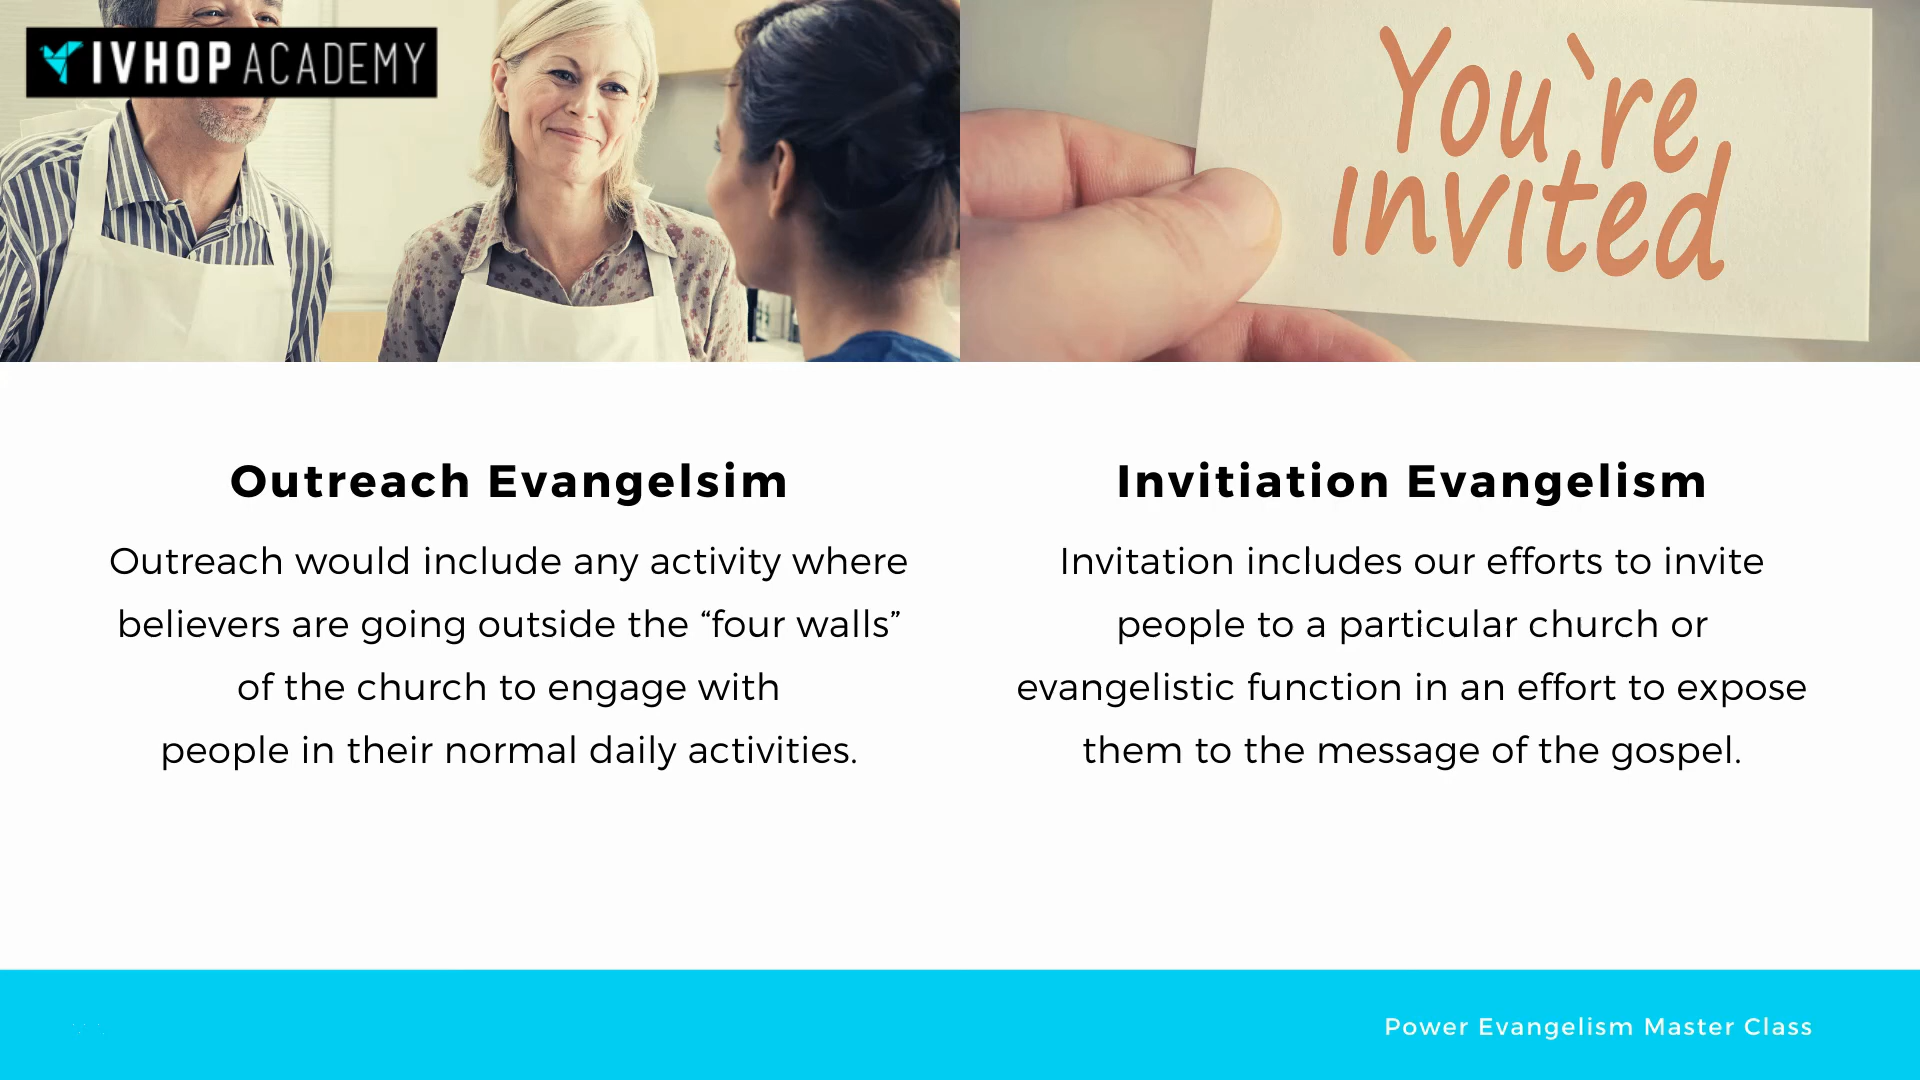 IVHOP ACADEMY
You`re
invited
Outreach Evangelsim
Outreach would include any activity where
believers are going outside the “four walls”
of the church to engage with
people in their normal daily activities.
Invitiation Evangelism
Invitation includes our efforts to invite
people to a particular church or
evangelistic function in an effort to expose
them to the message of the gospel.
Power Evangelism Master Class